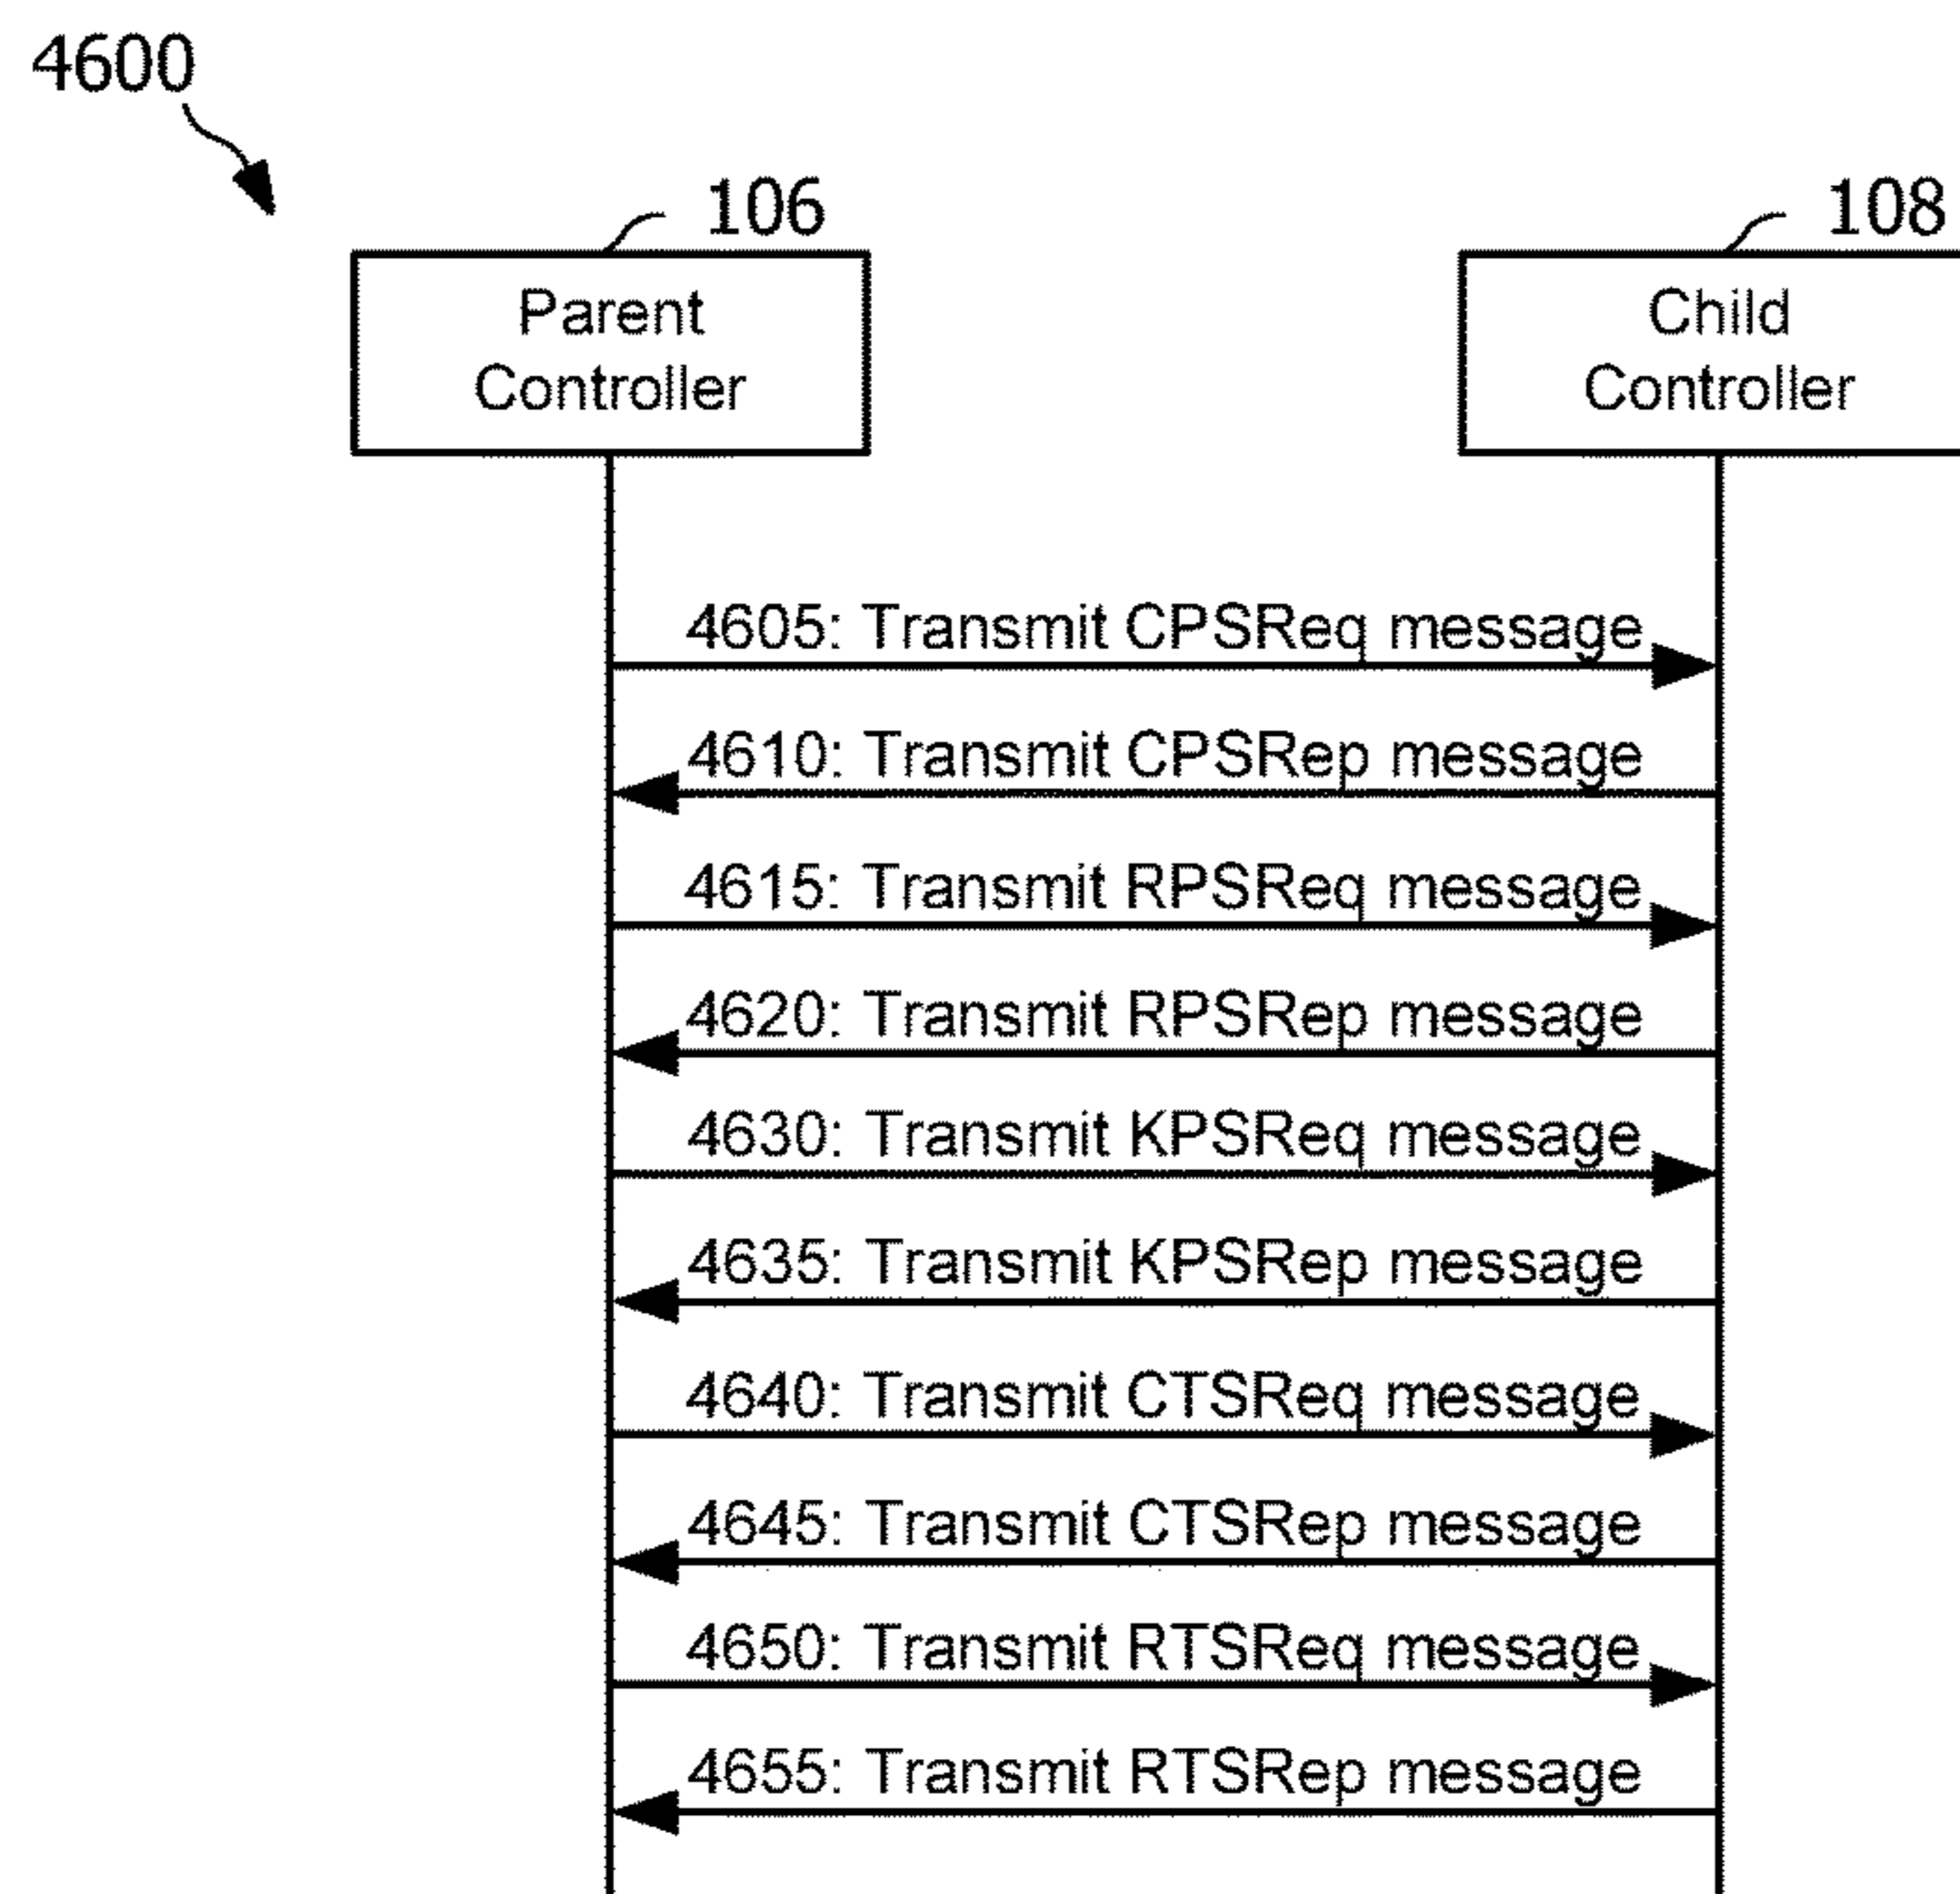 4600
106
108
Parent
Controller
Child
Controller
4605: Transmit CPSReq message
4610: Transmit CPSRep message
4615: Transmit RPSReq message
4620: Transmit RPSRep message
4630: Transmit KPSReq message
4635: Transmit KPSRep message
4640: Transmit CTSReq message
4645: Transmit CTSRep message
4650: Transmit RTSReq message
4655: Transmit RTSRep message